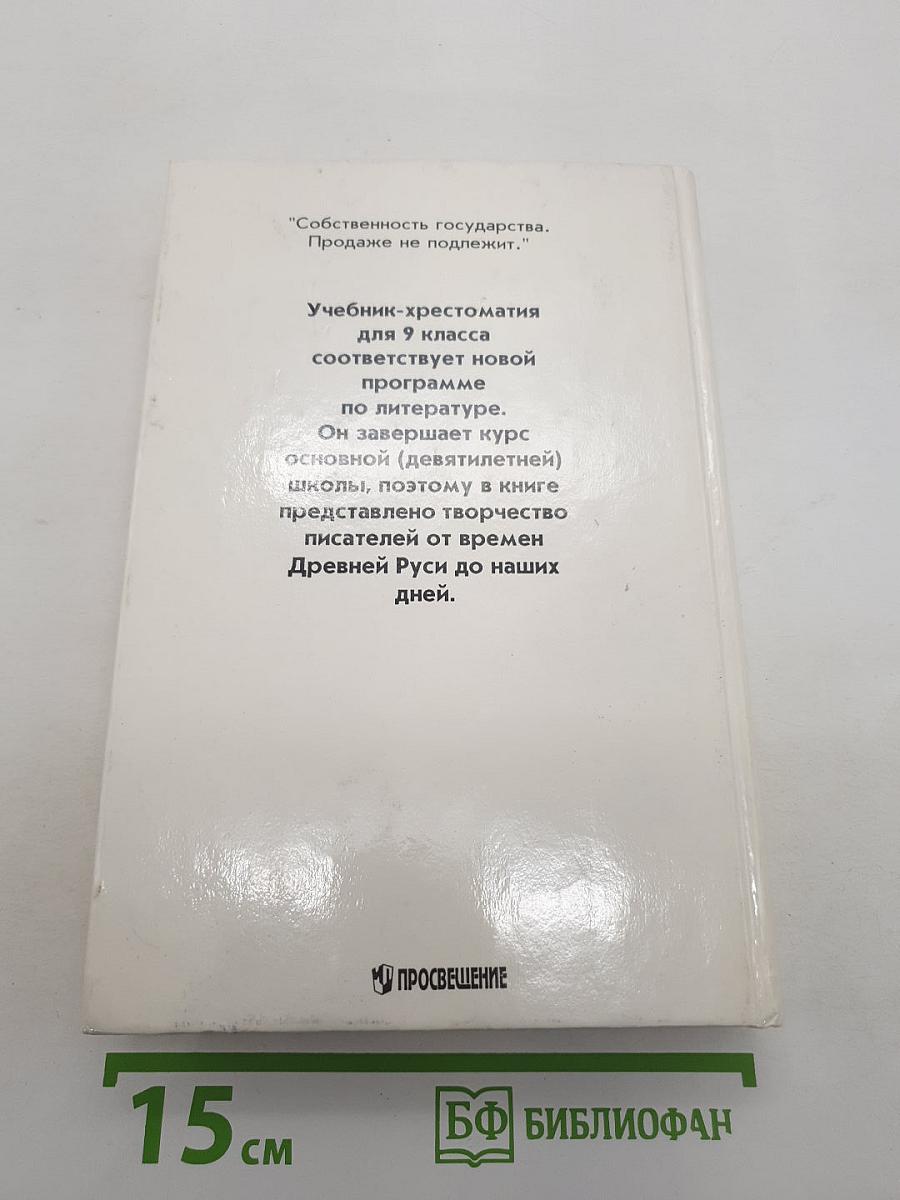 "Собственность государства.
Продаже не подлежит."
Учебник-хрестоматия
для 9 класса
соответствует новой
программе
по литературе.
Он завершает курс
основной (девятилетней)
школы, поэтому в книге
представлено творчество
писателей от времен
Древней Руси до наших
дней.
ПРОСВЕЩЕНИЕ
15 см
БФ БИБЛИОФАН